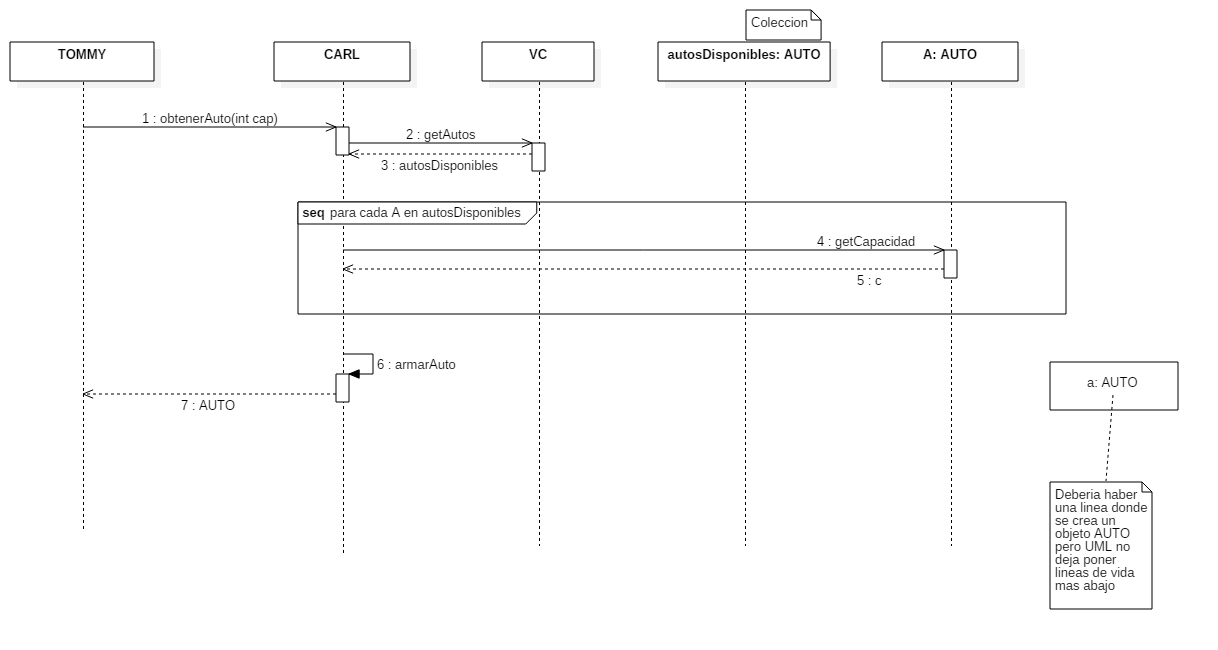 Coleccion
TOMMY
CARL
VC
autosDisponibles: AUTO
A: AUTO
1 : obtenerAuto(int cap)
2 : getAutos
3 : autosDisponibles
seq para cada A en autosDisponibles
4 : getCapacidad
5 : c
6 : armarAuto
7 : AUTO
a: AUTO
Deberia haber
una linea donde
se crea un
objeto AUTO
pero UML no
deja poner
lineas de vida
mas abajo